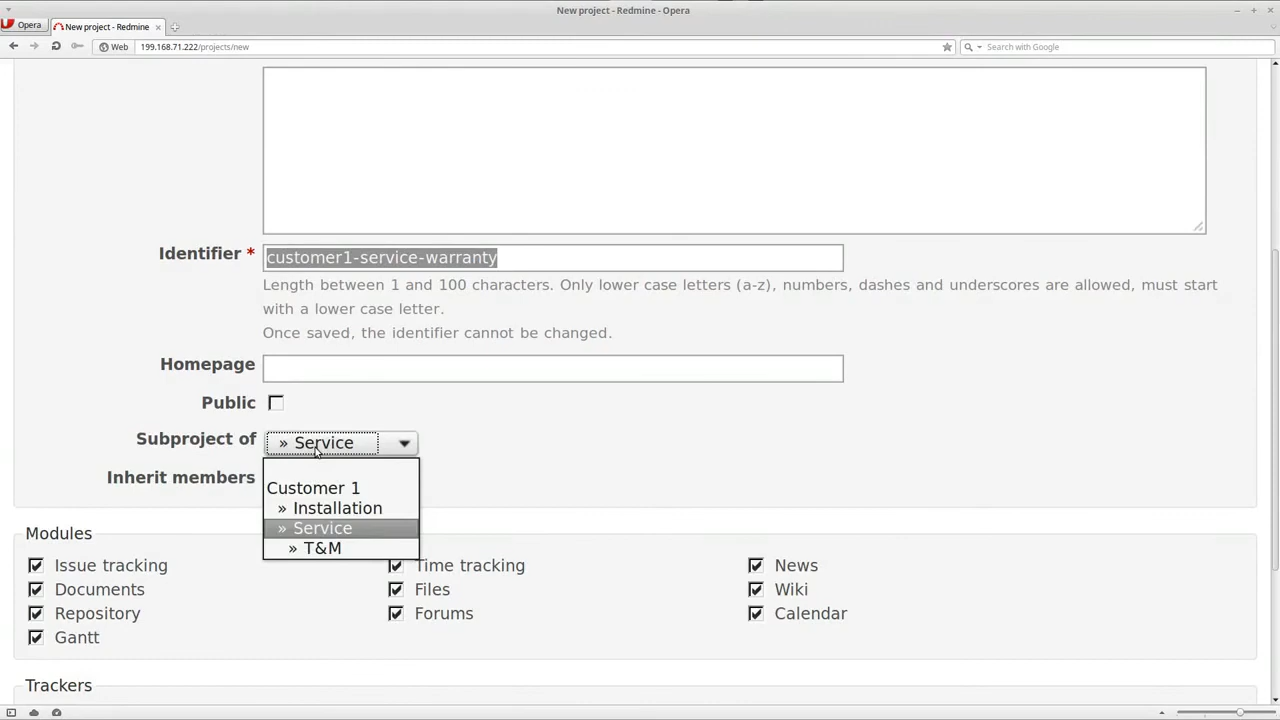 New project - Redmine - Opera
Opera
New project - Redmine
Web
199.168.71.222/projects/new
Search with Google
Identifier *
customer1-service-warranty
Length between 1 and 100 characters. Only lower case letters (a-z), numbers, dashes and underscores are allowed, must start
with a lower case letter.
Once saved, the identifier cannot be changed.
Homepage
Public
Subproject of
» Service
Inherit members
Customer 1
» Installation
» Service
» T&M
Modules
Issue tracking
Time tracking
News
Documents
Files
Wiki
Repository
Forums
Calendar
Gantt
Trackers